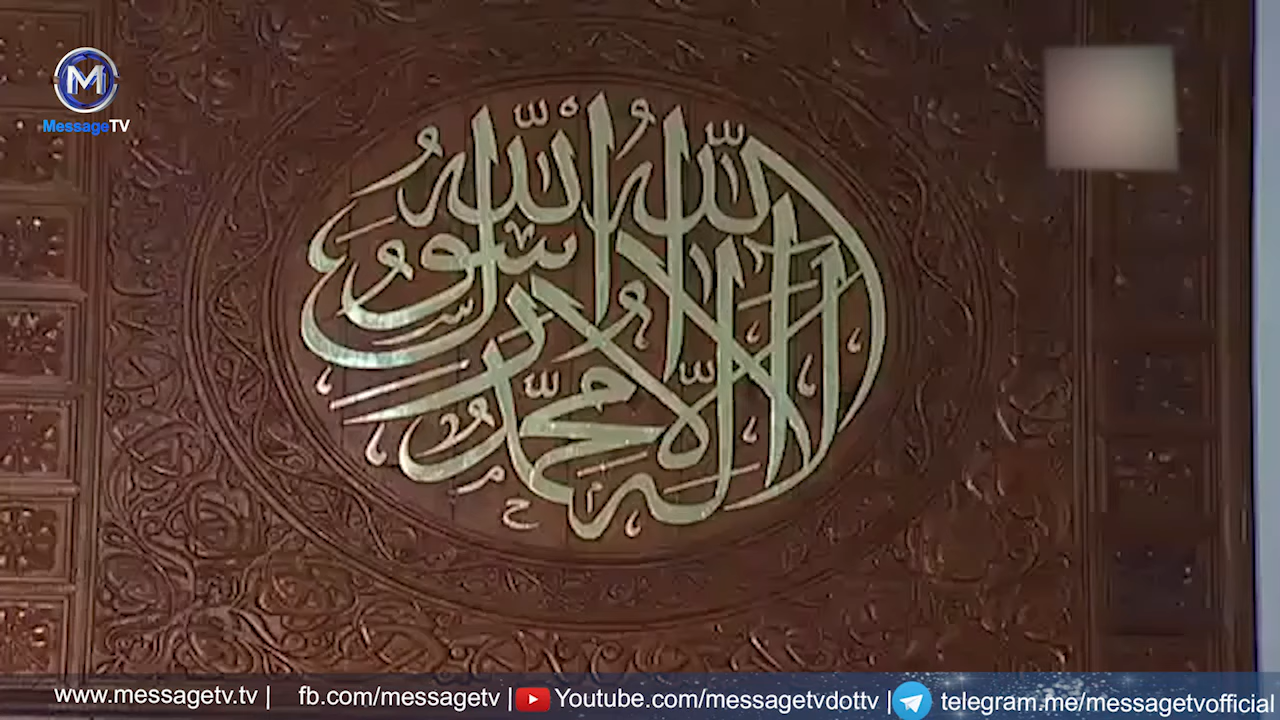 MessageTV
لا إله إلا الله محمد رسول الله
www.messagetv.tv | fb.com/messagetv | Youtube.com/messagetvdottv | telegram.me/messagetvofficial